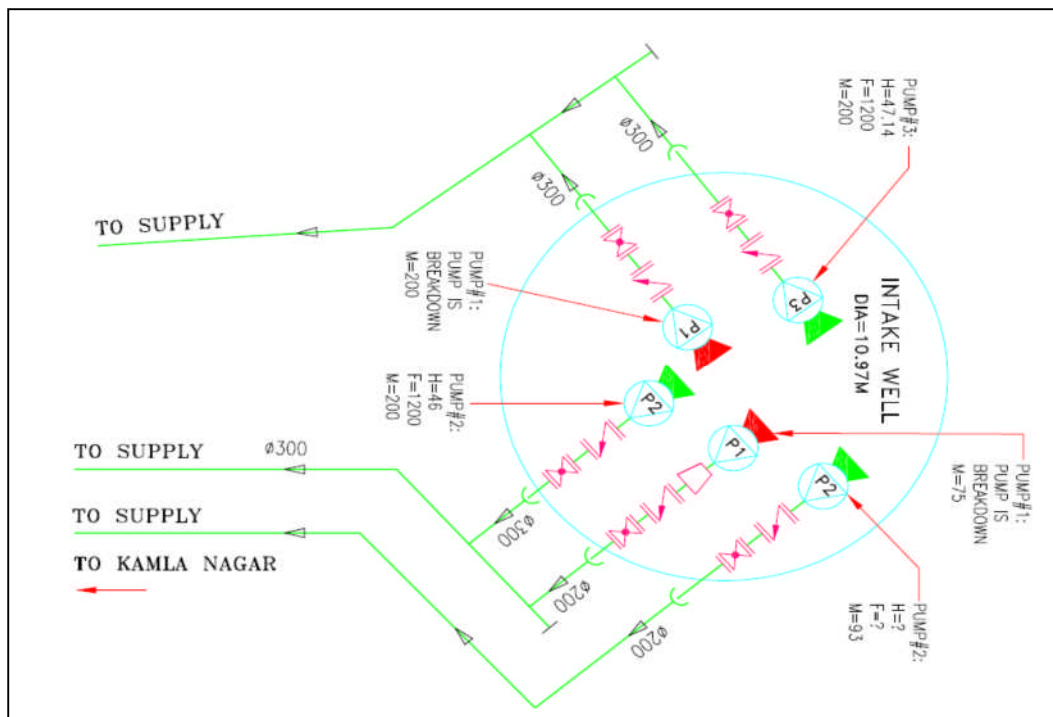 PUMP#3:
H=47.14
F=1200
M=200
Ø300
Ø300
TO SUPPLY
PUMP#1:
PUMP IS
BREAKDOWN
M=200
P3
P1
INTAKE WELL
DIA=10.97M
PUMP#2:
H=46
F=1200
M=200
P2
P1
P2
PUMP#1:
PUMP IS
BREAKDOWN
M=75
TO SUPPLY
Ø300
TO SUPPLY
TO KAMLA NAGAR
Ø300
Ø200
Ø200
PUMP#2:
H=?
F=?
M=93